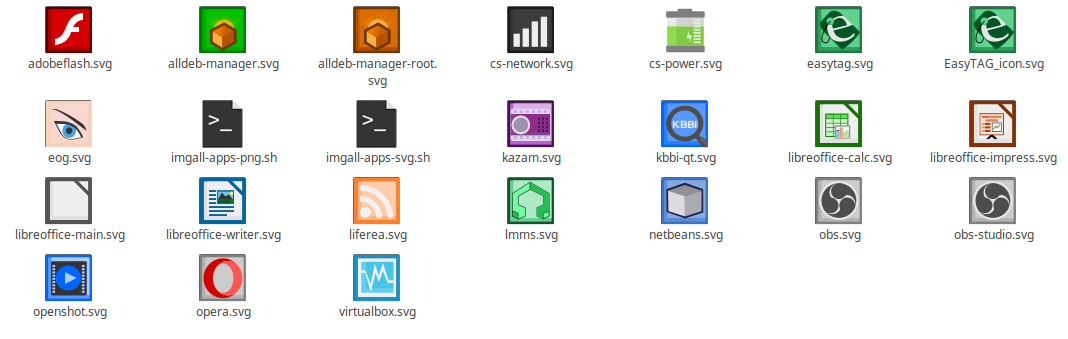 adobeflash.svg
alldeb-manager.svg
alldeb-manager-root.
svg
cs-network.svg
cs-power.svg
easytag.svg
EasyTAG_icon.svg
eog.svg
>_
imgall-apps-png.sh
>_
imgall-apps-svg.sh
kazam.svg
KBBI
kbbi-qt.svg
libreoffice-calc.svg
libreoffice-impress.svg
libreoffice-main.svg
libreoffice-writer.svg
liferea.svg
lmms.svg
netbeans.svg
obs.svg
obs-studio.svg
openshot.svg
opera.svg
virtualbox.svg